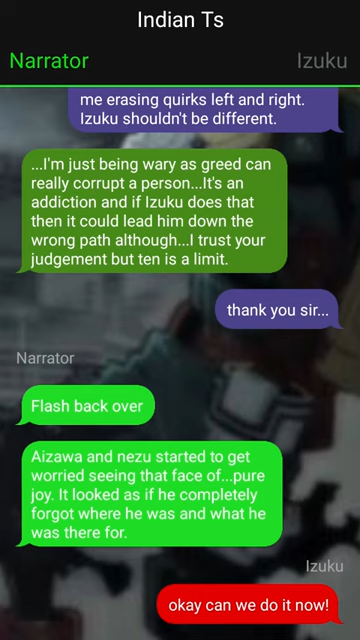 Indian Ts
Narrator
Izuku
me erasing quirks left and right.
Izuku shouldn't be different.
...I'm just being wary as greed can
really corrupt a person...It's an
addiction and if Izuku does that
then it could lead him down the
wrong path although...I trust your
judgement but ten is a limit.
thank you sir...
Narrator
Flash back over
Aizawa and nezu started to get
worried seeing that face of...pure
joy. It looked as if he completely
forgot where he was and what he
was there for.
Izuku
okay can we do it now!